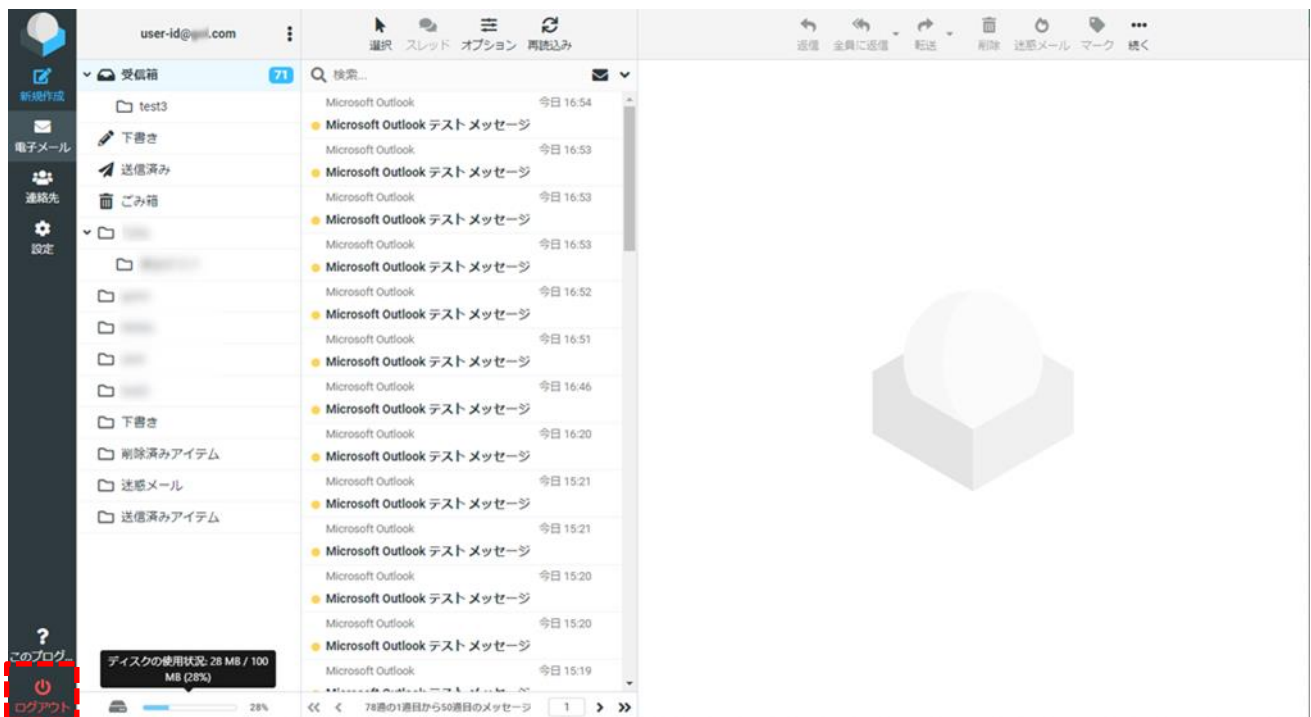 user-id@ .com
選択 スレッド オプション 再読込み
返信 全員に返信 転送 削除 迷惑メール マーク 続く
新規作成
電子メール
連絡先
設定
このプログ...
ログアウト
受信箱 71
test3
下書き
送信済み
ごみ箱
下書き
削除済みアイテム
迷惑メール
送信済みアイテム
ディスクの使用状況: 28 MB / 100
MB (28%)
28%
検索...
Microsoft Outlook 今日 16:54
Microsoft Outlook テスト メッセージ
Microsoft Outlook 今日 16:53
Microsoft Outlook テスト メッセージ
Microsoft Outlook 今日 16:53
Microsoft Outlook テスト メッセージ
Microsoft Outlook 今日 16:53
Microsoft Outlook テスト メッセージ
Microsoft Outlook 今日 16:52
Microsoft Outlook テスト メッセージ
Microsoft Outlook 今日 16:51
Microsoft Outlook テスト メッセージ
Microsoft Outlook 今日 16:46
Microsoft Outlook テスト メッセージ
Microsoft Outlook 今日 16:20
Microsoft Outlook テスト メッセージ
Microsoft Outlook 今日 15:21
Microsoft Outlook テスト メッセージ
Microsoft Outlook 今日 15:21
Microsoft Outlook テスト メッセージ
Microsoft Outlook 今日 15:20
Microsoft Outlook テスト メッセージ
Microsoft Outlook 今日 15:20
Microsoft Outlook テスト メッセージ
Microsoft Outlook 今日 15:19
78通の1通目から50通目のメッセージ 1